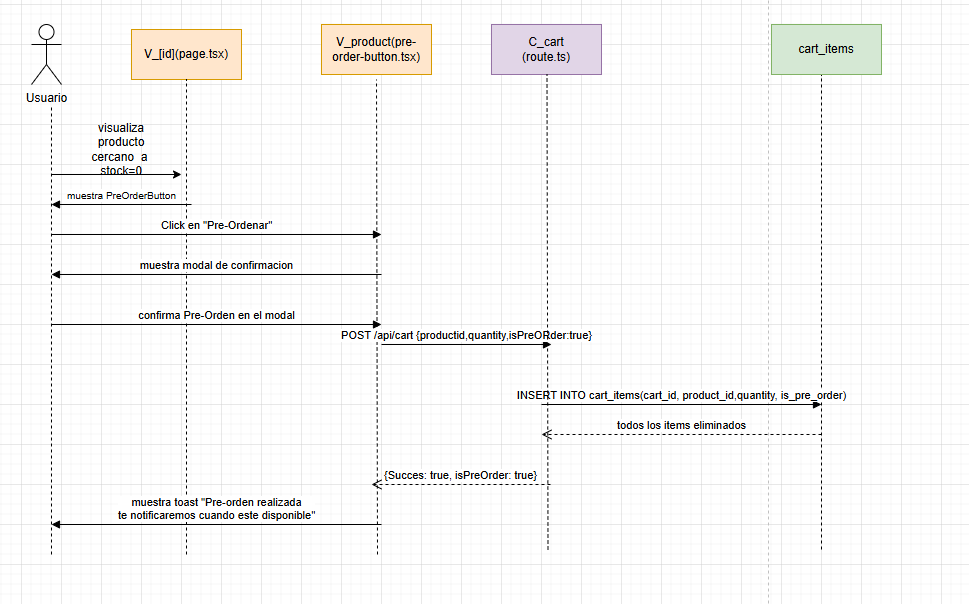 Usuario
V_[id](page.tsx)
V_product(pre-
order-button.tsx)
C_cart
(route.ts)
cart_items
visualiza
producto
cercano a
stock=0
muestra PreOrderButton
Click en "Pre-Ordenar"
muestra modal de confirmacion
confirma Pre-Orden en el modal
POST /api/cart {productid,quantity,isPreORder:true}
INSERT INTO cart_items(cart_id, product_id,quantity, is_pre_order)
todos los items eliminados
{Succes: true, isPreOrder: true}
muestra toast "Pre-orden realizada
te notificaremos cuando este disponible"